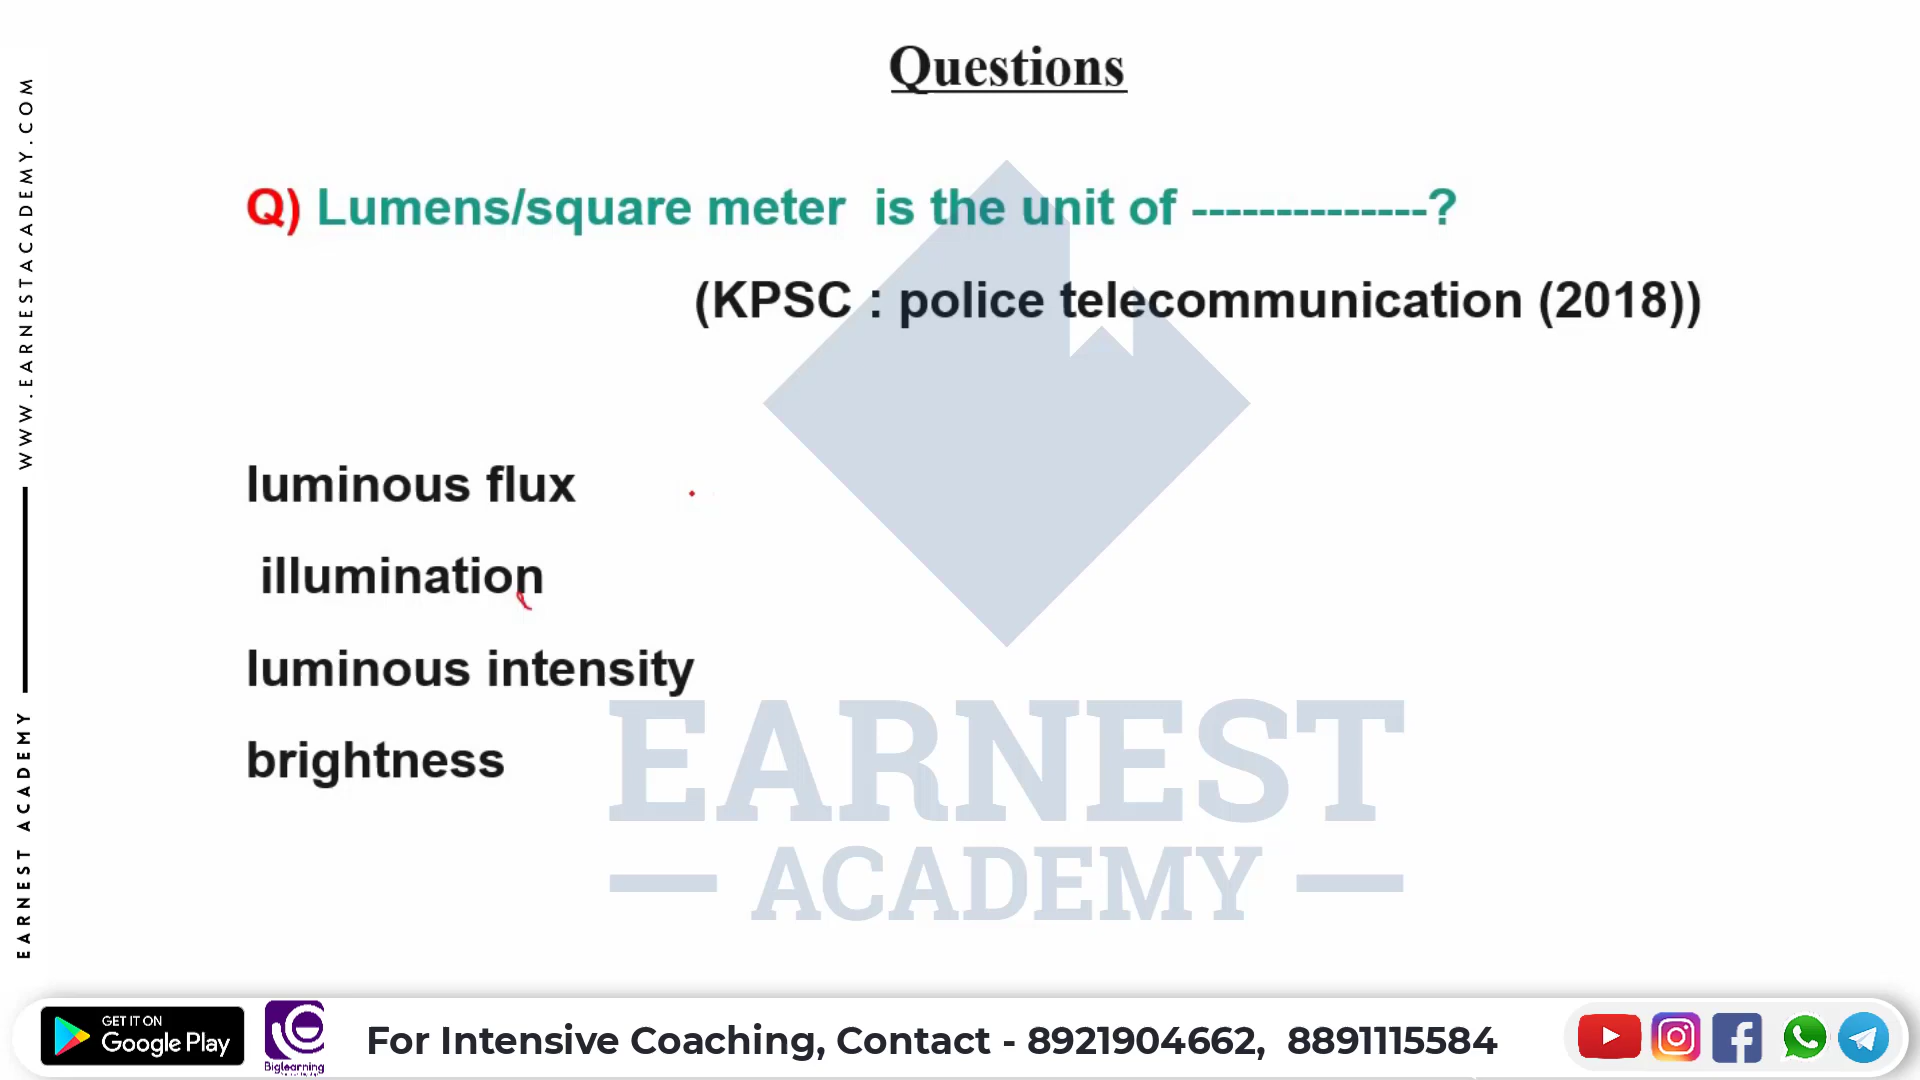 Questions
Q) Lumens/square meter is the unit of --------------?
(KPSC : police telecommunication (2018))
luminous flux
illumination
luminous intensity
brightness
EARNEST
ACADEMY
WWW.EARNESTACADEMY.COM
EARNEST ACADEMY
GET IT ON
Google Play
Biglearning
For Intensive Coaching, Contact - 8921904662, 8891115584